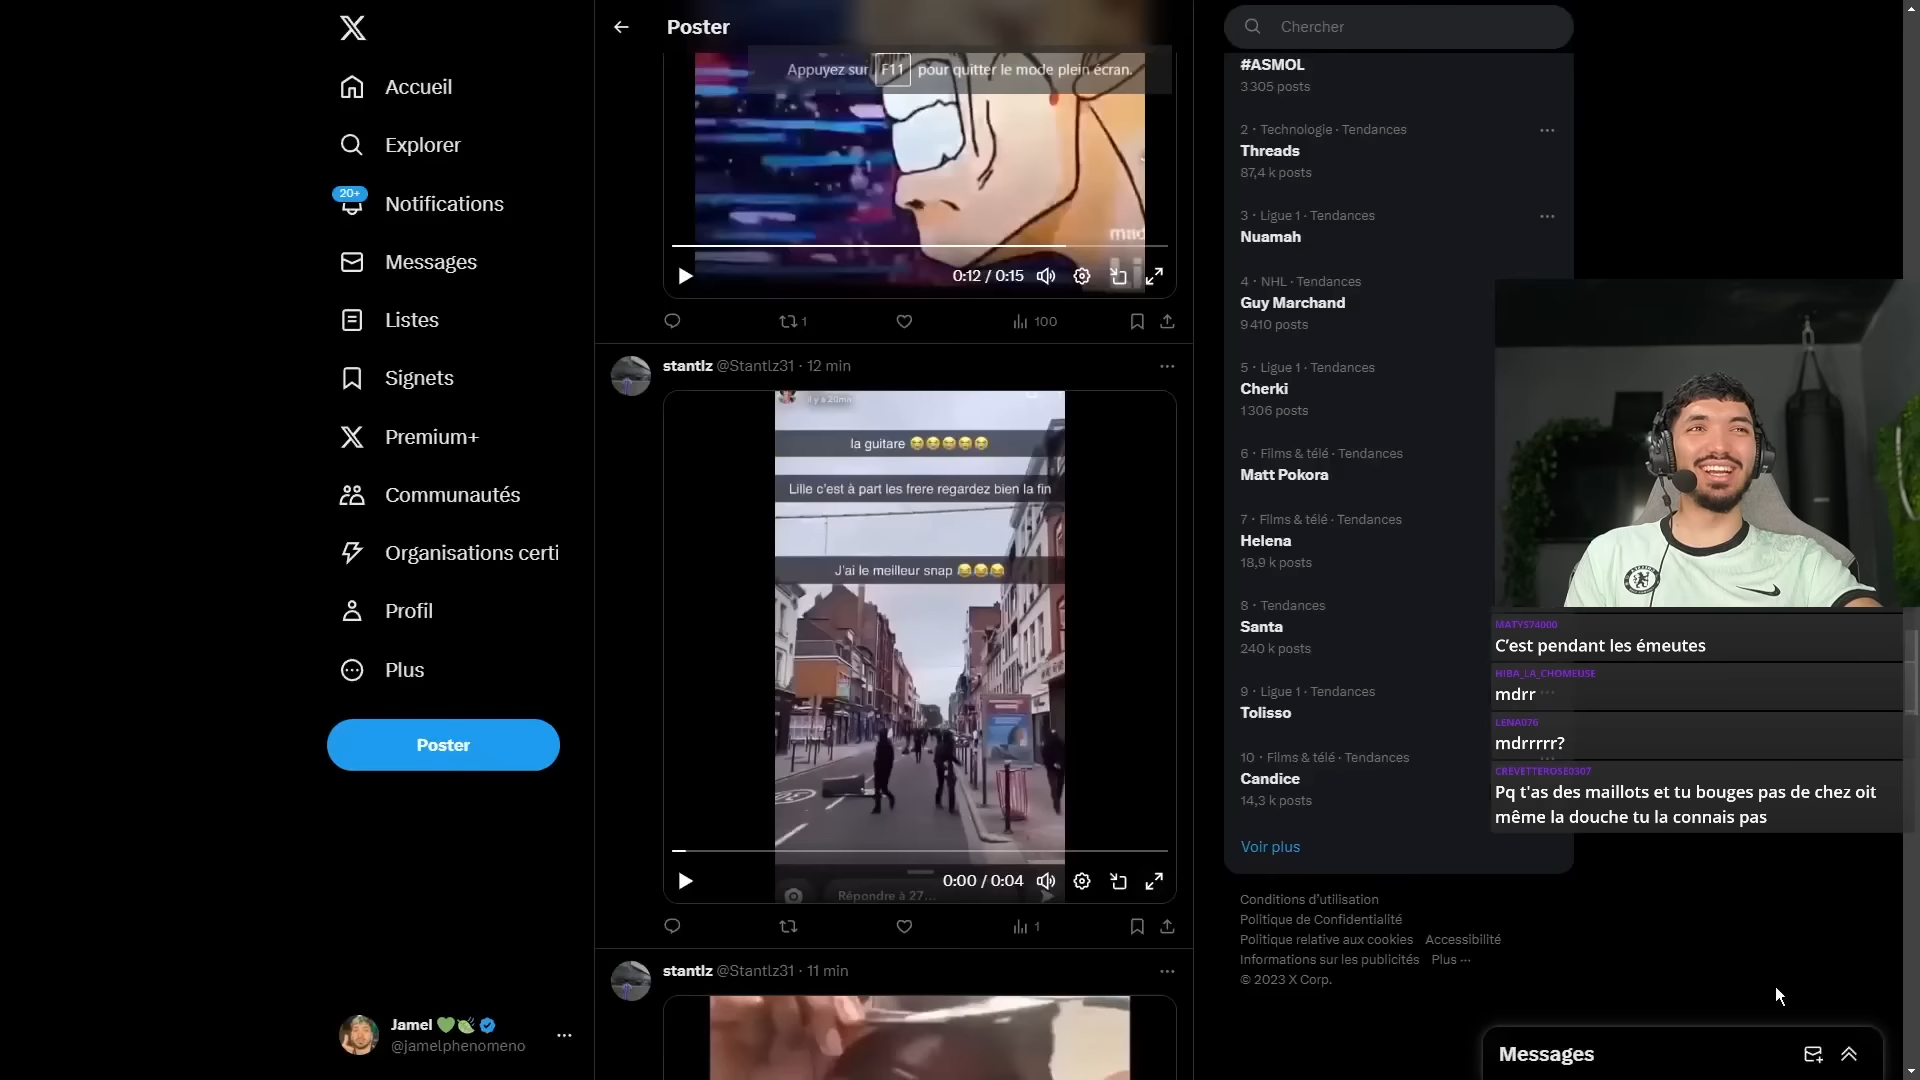 Accueil
Explorer
20+
Notifications
Messages
Listes
Signets
Premium+
Communautés
Organisations certi
Profil
Plus
Poster
Jamel
@jamelphenomeno
Poster
Appuyez sur F11 pour quitter le mode plein écran.
0:12 / 0:15
1
100
stantlz @Stantlz31 · 12 min
il y a 20mn
la guitare 😂😂😂😂😂
Lille c'est à part les frere regardez bien la fin
J'ai le meilleur snap 😂😂😂
Répondre à 27...
0:00 / 0:04
1
stantlz @Stantlz31 · 11 min
Chercher
#ASMOL
3 305 posts
2 · Technologie · Tendances
Threads
87,4 k posts
3 · Ligue 1 · Tendances
Nuamah
4 · NHL · Tendances
Guy Marchand
9 410 posts
5 · Ligue 1 · Tendances
Cherki
1 306 posts
6 · Films & télé · Tendances
Matt Pokora
7 · Films & télé · Tendances
Helena
18,9 k posts
8 · Tendances
Santa
240 k posts
9 · Ligue 1 · Tendances
Tolisso
10 · Films & télé · Tendances
Candice
14,3 k posts
Voir plus
Conditions d'utilisation
Politique de Confidentialité
Politique relative aux cookies Accessibilité
Informations sur les publicités Plus ···
© 2023 X Corp.
MATYS74000
C'est pendant les émeutes
HIBA_LA_CHOMEUSE
mdrr
LENA076
mdrrrrr?
CREVETTEROSE0307
Pq t'as des maillots et tu bouges pas de chez oit
même la douche tu la connais pas
Messages